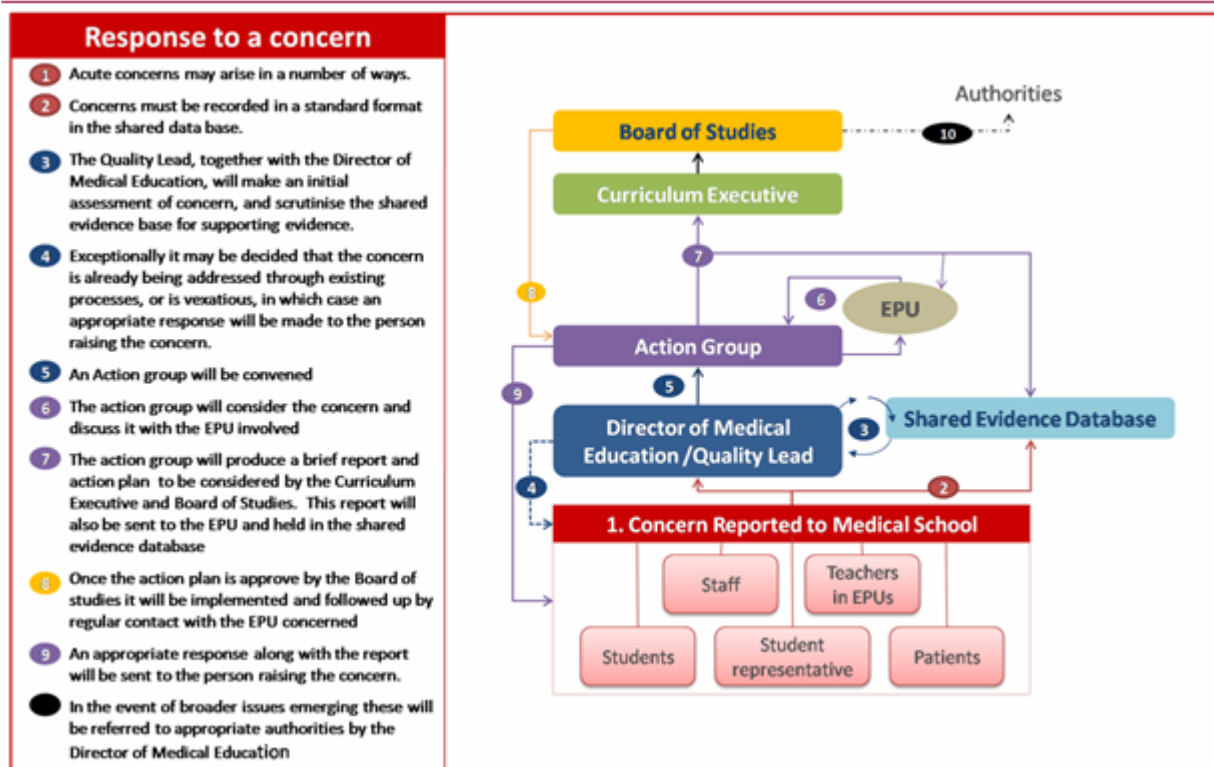 Response to a concern
1 Acute concerns may arise in a number of ways.
2 Concerns must be recorded in a standard format
in the shared data base.
3 The Quality Lead, together with the Director of
Medical Education, will make an initial
assessment of concern, and scrutinise the shared
evidence base for supporting evidence.
4 Exceptionally it may be decided that the concern
is already being addressed through existing
processes, or is vexatious, in which case an
appropriate response will be made to the person
raising the concern.
5 An Action group will be convened
6 The action group will consider the concern and
discuss it with the EPU involved
7 The action group will produce a brief report and
action plan to be considered by the Curriculum
Executive and Board of Studies. This report will
also be sent to the EPU and held in the shared
evidence database
8 Once the action plan is approve by the Board of
studies it will be implemented and followed up by
regular contact with the EPU concerned
9 An appropriate response along with the report
will be sent to the person raising the concern.
In the event of broader issues emerging these will
be referred to appropriate authorities by the
Director of Medical Education
Authorities
Board of Studies
10
Curriculum Executive
7
8
6
EPU
Action Group
9
5
Director of Medical
Education /Quality Lead
3
Shared Evidence Database
4
2
1. Concern Reported to Medical School
Staff
Teachers
in EPUs
Students
Student
representative
Patients